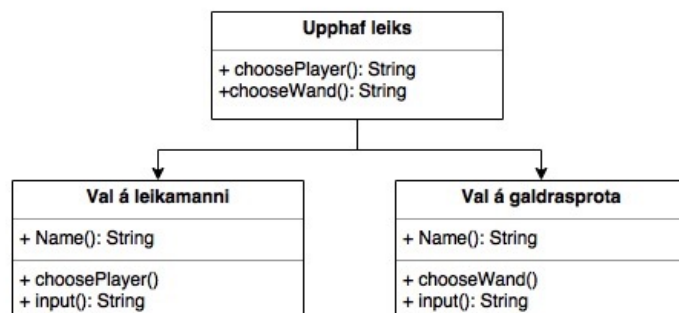 Upphaf leiks
+ choosePlayer(): String
+chooseWand(): String
Val á leikamanni
+ Name(): String
+ choosePlayer()
+ input(): String
Val á galdrasprota
+ Name(): String
+ chooseWand()
+ input(): String